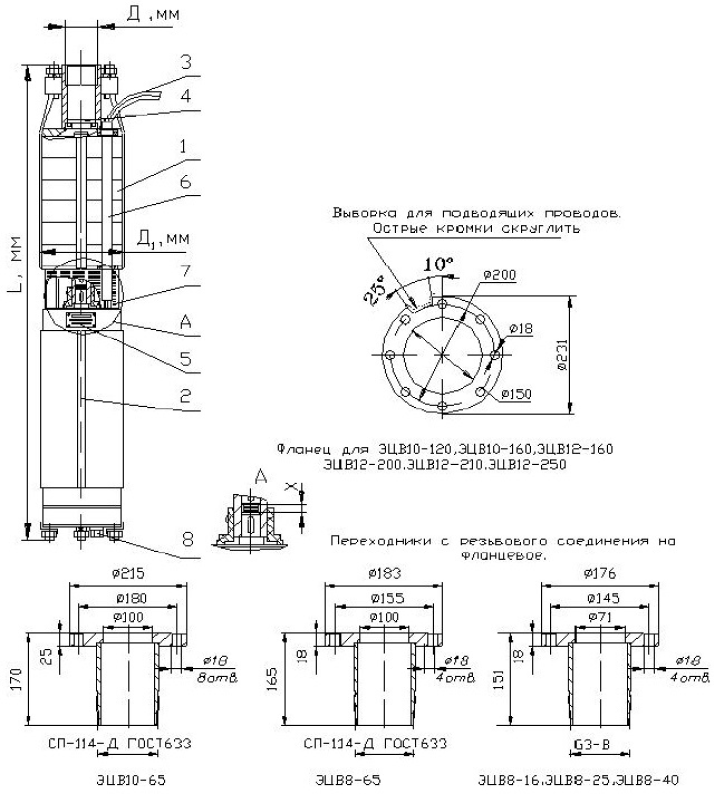 Д ,мм
3
4
1
6
Д₁,мм
L, мм
7
А
5
2
8
Выборка для подводящих проводов.
Острые кромки скруглить
10°
25°
ø200
ø18
ø231
ø150
Фланец для ЭЦВ10-120,ЭЦВ10-160,ЭЦВ12-160
ЭЦВ12-200.ЭЦВ12-210.ЭЦВ12-250
А
X
Переходники с резьбового соединения на
фланцевое.
ø215
ø180
ø100
25
170
ø18
8отв.
СП-114-Д ГОСТ633
ЭЦВ10-65
ø183
ø155
ø100
18
165
ø18
4отв.
СП-114-Д ГОСТ633
ЭЦВ8-65
ø176
ø145
ø71
18
151
ø18
4отв.
G3-В
ЭЦВ8-16,ЭЦВ8-25,ЭЦВ8-40